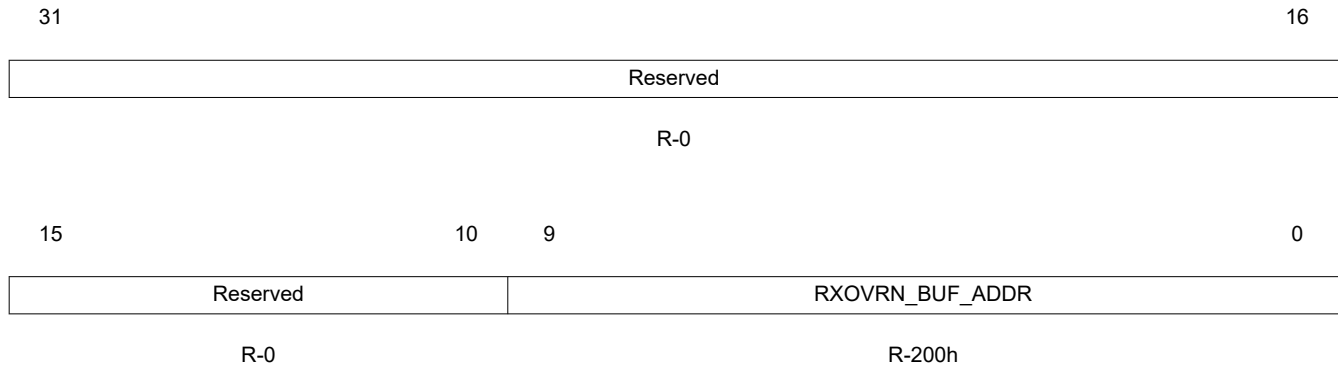 31 16
Reserved
R-0
15 10 9 0
Reserved RXOVRN_BUF_ADDR
R-0 R-200h